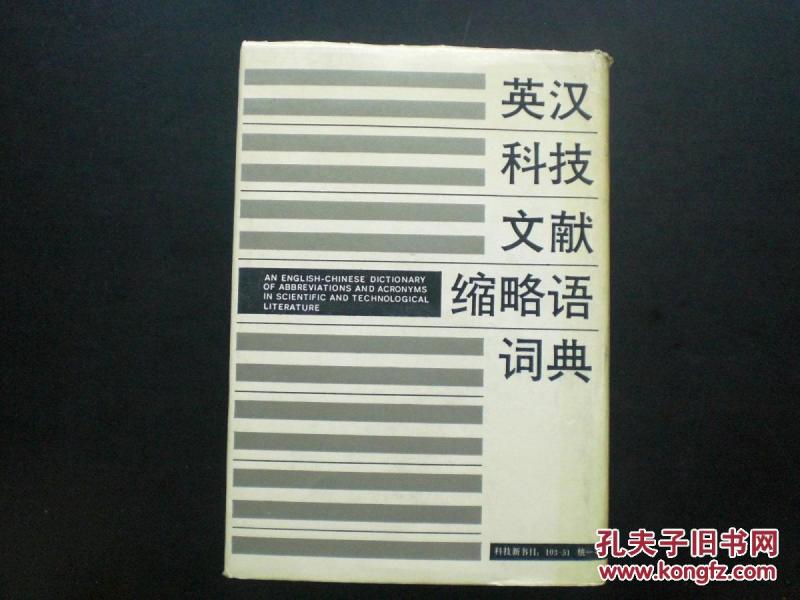 英汉
科技
文献
缩略语
词典
AN ENGLISH-CHINESE DICTIONARY
OF ABBREVIATIONS AND ACRONYMS
IN SCIENTIFIC AND TECHNOLOGICAL
LITERATURE
科技新书目：103-51 统一
孔夫子旧书网
www.kongfz.com